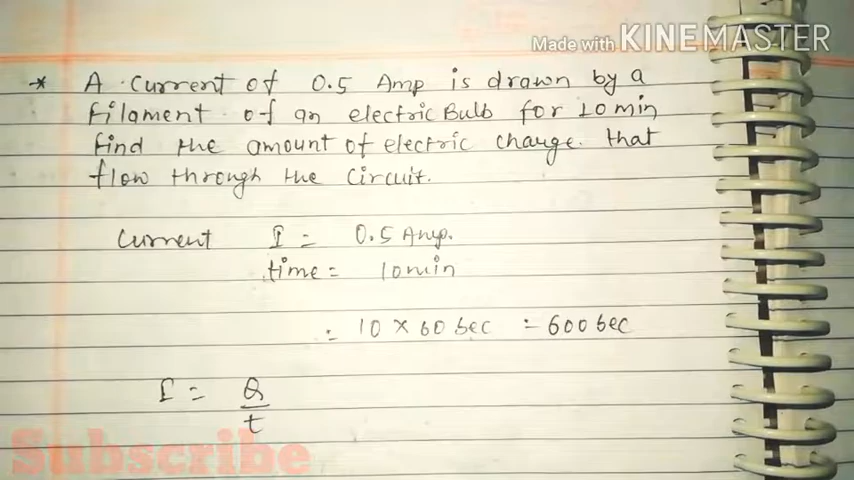 Made with KINEMASTER
* A current of 0.5 Amp is drawn by a
filament of an electric Bulb for 10 min
find the amount of electric charge. that
flow through the circuit.
Current I = 0.5 Amp.
time = 10 min
= 10 × 60 sec = 600 sec
I = Q
t
Subscribe